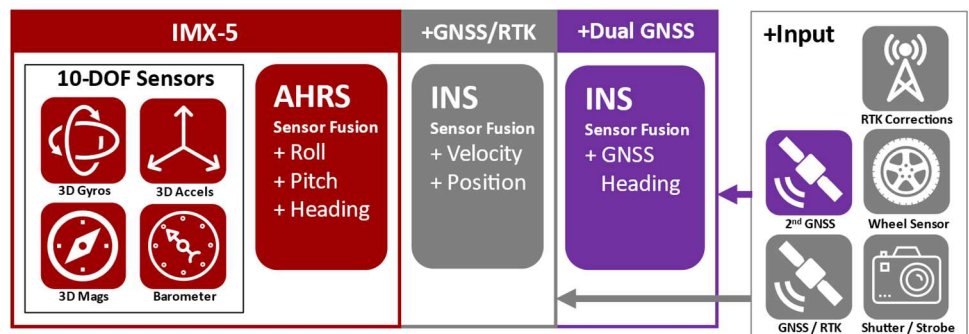 IMX-5
+GNSS/RTK
+Dual GNSS
10-DOF Sensors
3D Gyros
3D Accels
3D Mags
Barometer
AHRS
Sensor Fusion
+ Roll
+ Pitch
+ Heading
INS
Sensor Fusion
+ Velocity
+ Position
INS
Sensor Fusion
+ GNSS
Heading
+Input
RTK Corrections
2nd GNSS
Wheel Sensor
GNSS / RTK
Shutter / Strobe